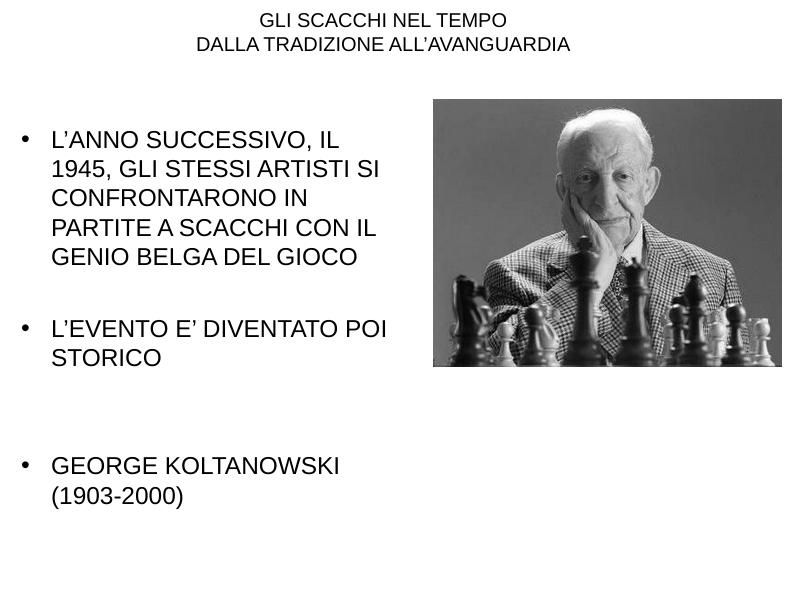 GLI SCACCHI NEL TEMPO
DALLA TRADIZIONE ALL’AVANGUARDIA
• L’ANNO SUCCESSIVO, IL
1945, GLI STESSI ARTISTI SI
CONFRONTARONO IN
PARTITE A SCACCHI CON IL
GENIO BELGA DEL GIOCO
• L’EVENTO E’ DIVENTATO POI
STORICO
• GEORGE KOLTANOWSKI
(1903-2000)